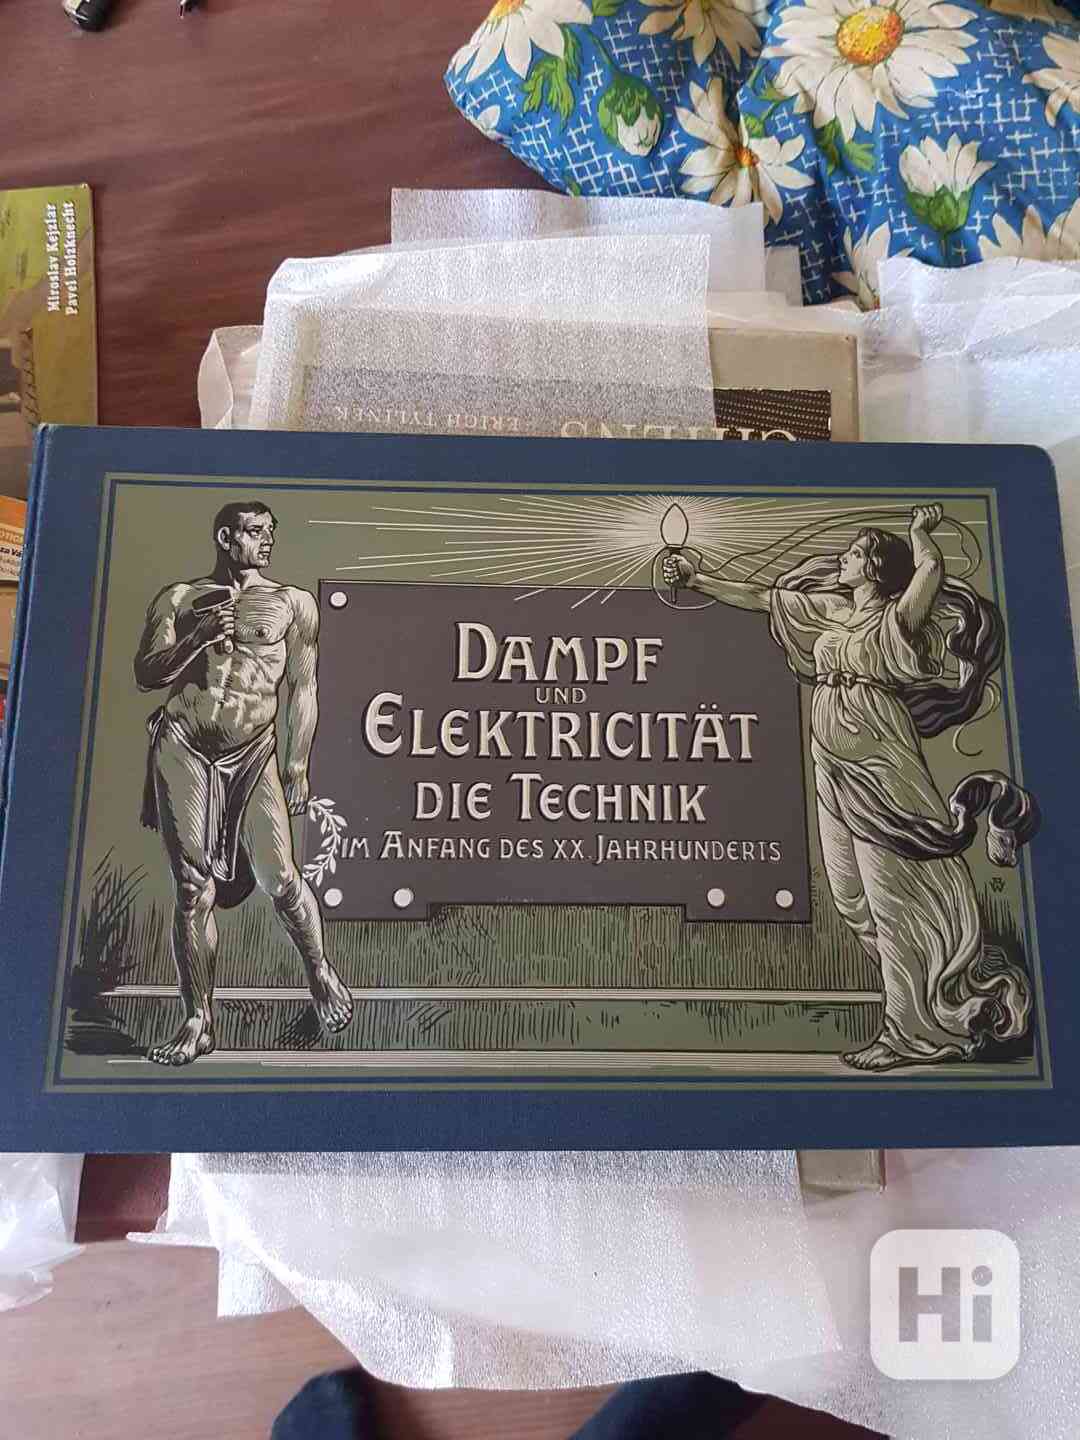 Miroslav Kejzlar
Pavel Holzknecht
ERICH TYLINEK
DAMPF
UND
ELEKTRICITÄT
DIE TECHNIK
IM ANFANG DES XX. JAHRHUNDERTS
Hi